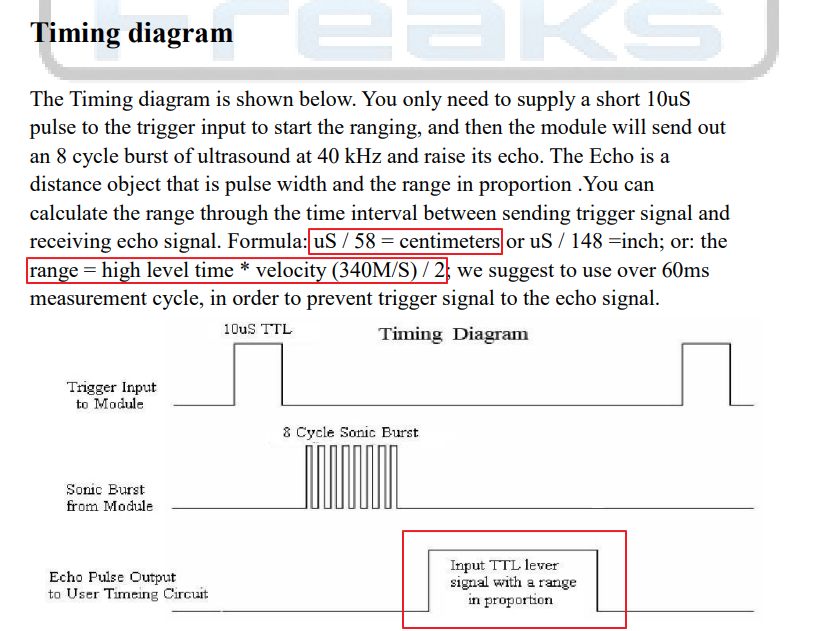 reaks
Timing diagram
The Timing diagram is shown below. You only need to supply a short 10uS
pulse to the trigger input to start the ranging, and then the module will send out
an 8 cycle burst of ultrasound at 40 kHz and raise its echo. The Echo is a
distance object that is pulse width and the range in proportion .You can
calculate the range through the time interval between sending trigger signal and
receiving echo signal. Formula: uS / 58 = centimeters or uS / 148 =inch; or: the
range = high level time * velocity (340M/S) / 2; we suggest to use over 60ms
measurement cycle, in order to prevent trigger signal to the echo signal.
10uS TTL
Timing Diagram
Trigger Input
to Module
8 Cycle Sonic Burst
Sonic Burst
from Module
Echo Pulse Output
to User Timeing Circuit
Input TTL lever
signal with a range
in proportion